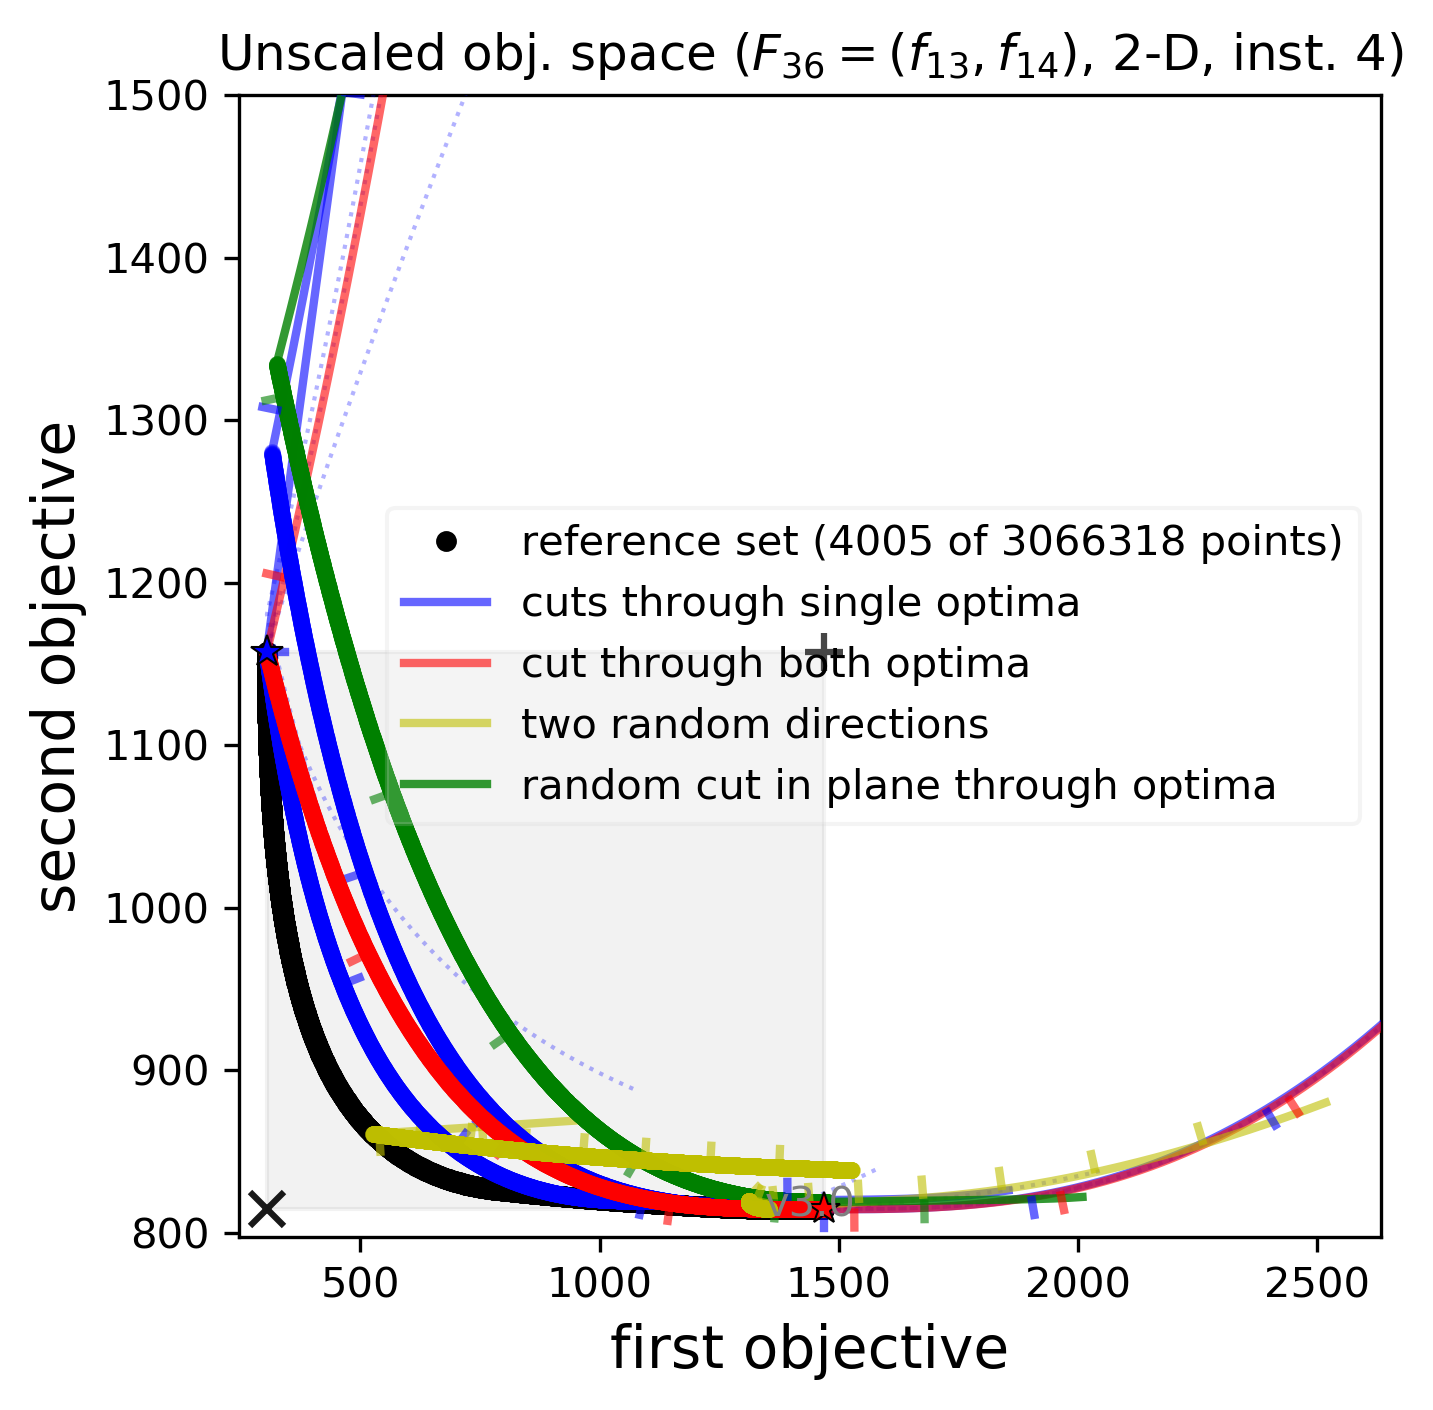 Unscaled obj. space (F₃₆ = (f₁₃, f₁₄), 2-D, inst. 4)
1500
1400
1300
1200
1100
1000
900
800
second objective
reference set (4005 of 3066318 points)
cuts through single optima
cut through both optima
two random directions
random cut in plane through optima
v3.0
500
1000
1500
2000
2500
first objective